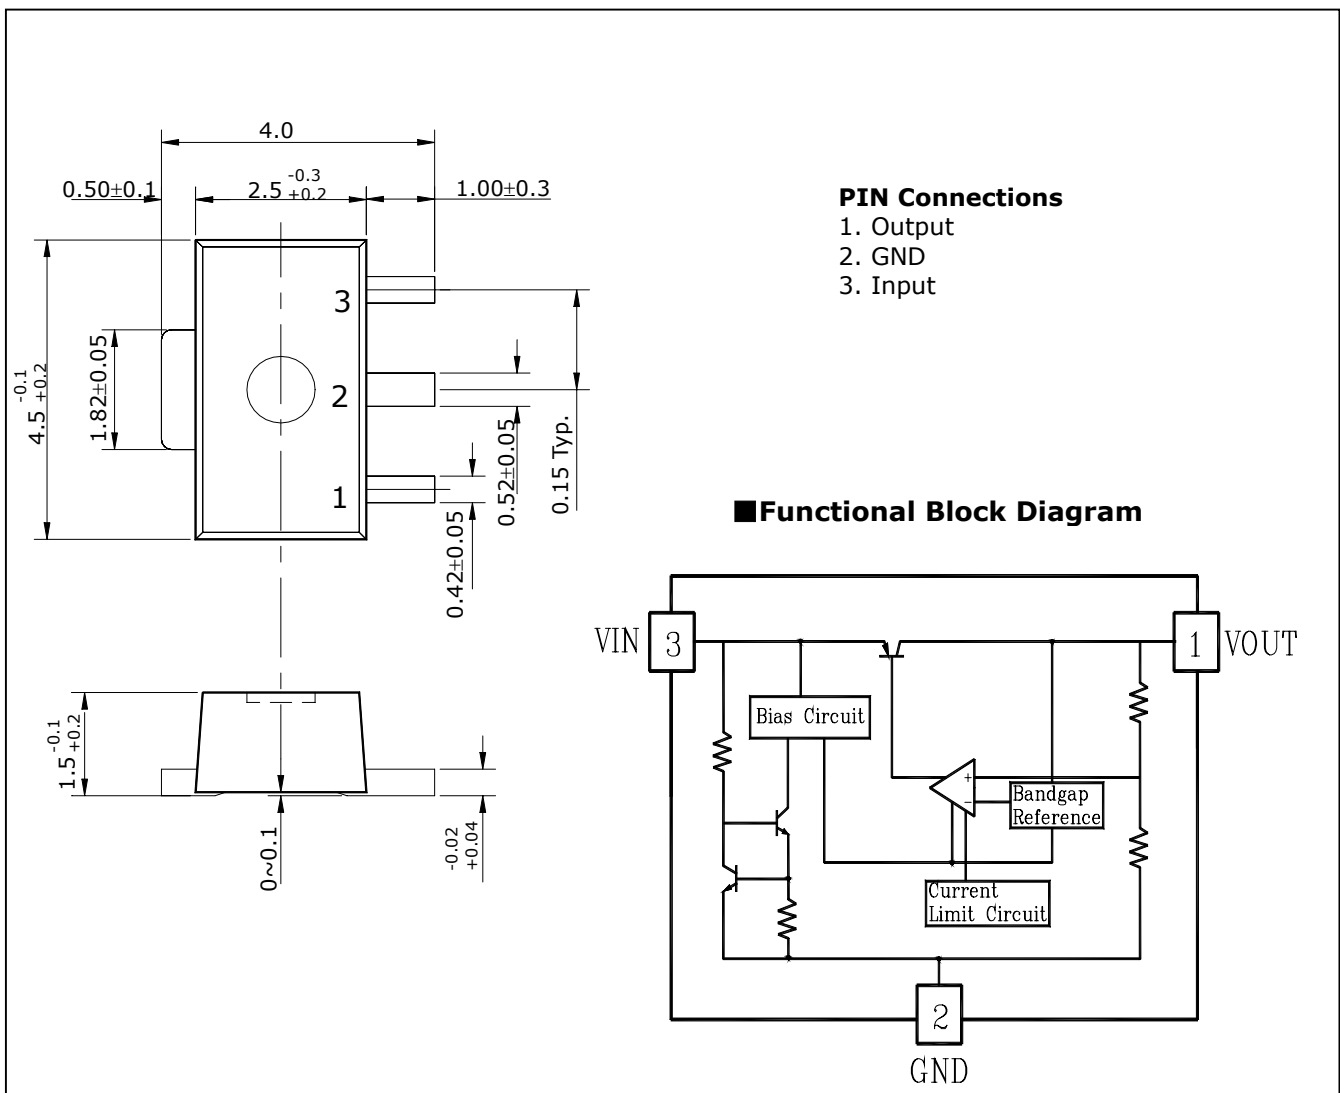 4.0
0.50±0.1
2.5 -0.3 +0.2
1.00±0.3
PIN Connections
1. Output
2. GND
3. Input
3
2
1
4.5 -0.1 +0.2
1.82±0.05
0.52±0.05
0.15 Typ.
0.42±0.05
■Functional Block Diagram
VIN
3
1
VOUT
Bias Circuit
+
−
Bandgap
Reference
Current
Limit Circuit
2
GND
1.5 -0.1 +0.2
0~0.1
-0.02
+0.04